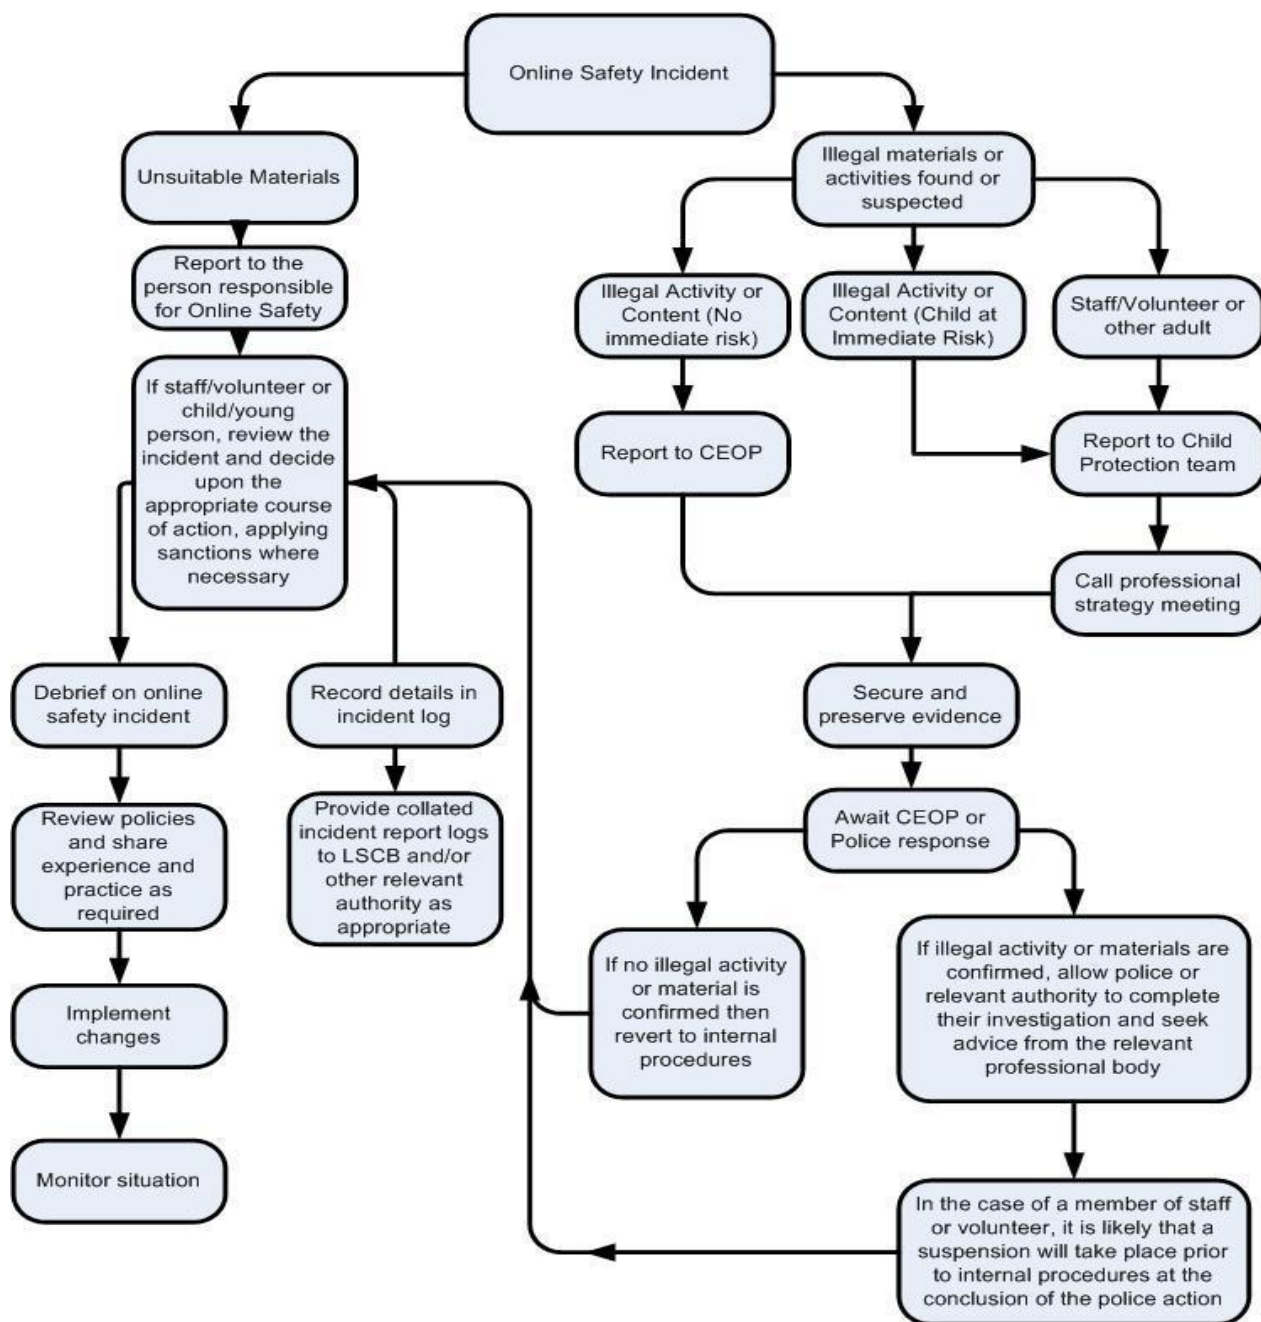 Online Safety Incident
Unsuitable Materials
Illegal materials or
activities found or
suspected
Report to the
person responsible
for Online Safety
Illegal Activity or
Content (No
immediate risk)
Illegal Activity or
Content (Child at
Immediate Risk)
Staff/Volunteer or
other adult
If staff/volunteer or
child/young
person, review the
incident and decide
upon the
appropriate course
of action, applying
sanctions where
necessary
Report to CEOP
Report to Child
Protection team
Call professional
strategy meeting
Debrief on online
safety incident
Record details in
incident log
Secure and
preserve evidence
Review policies
and share
experience and
practice as
required
Provide collated
incident report logs
to LSCB and/or
other relevant
authority as
appropriate
Await CEOP or
Police response
If no illegal activity
or material is
confirmed then
revert to internal
procedures
If illegal activity or materials are
confirmed, allow police or
relevant authority to complete
their investigation and seek
advice from the relevant
professional body
Implement
changes
Monitor situation
In the case of a member of staff
or volunteer, it is likely that a
suspension will take place prior
to internal procedures at the
conclusion of the police action